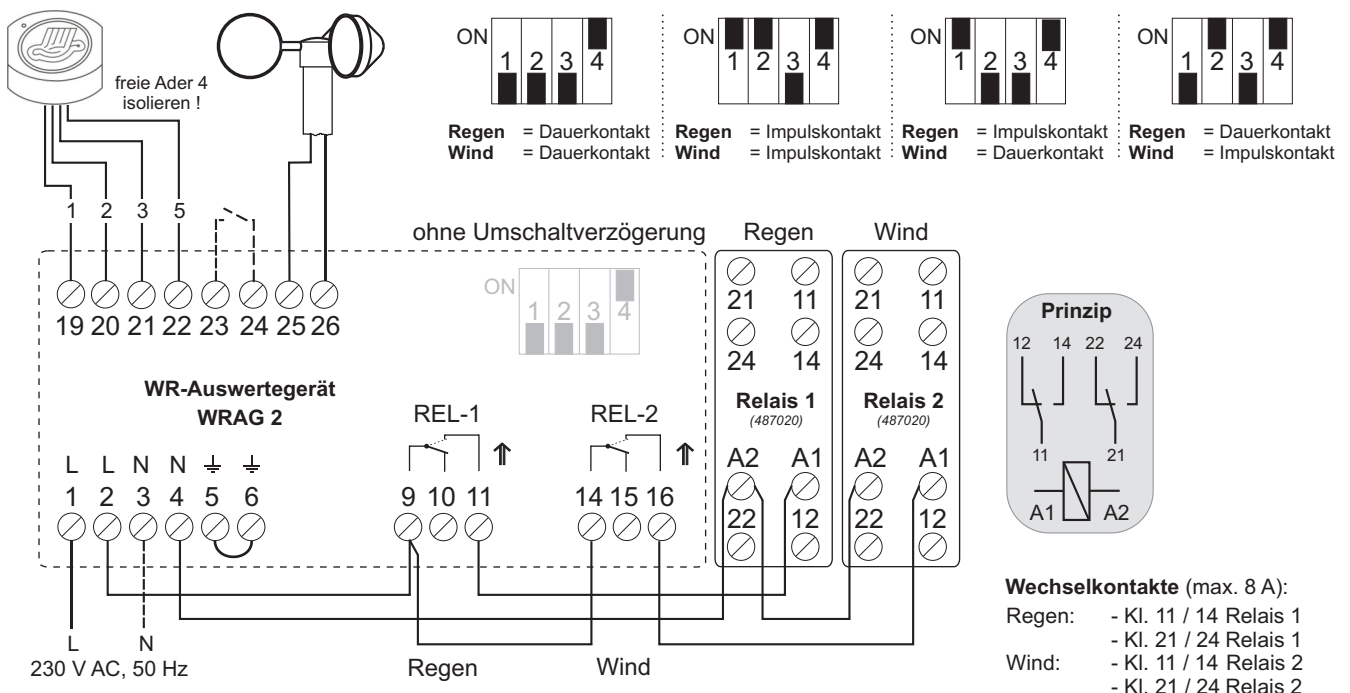 freie Ader 4
isolieren !
ON 1 2 3 4
Regen = Dauerkontakt
Wind = Dauerkontakt
ON 1 2 3 4
Regen = Impulskontakt
Wind = Impulskontakt
ON 1 2 3 4
Regen = Impulskontakt
Wind = Dauerkontakt
ON 1 2 3 4
Regen = Dauerkontakt
Wind = Impulskontakt
1 2 3 5
ohne Umschaltverzögerung
Regen
Wind
ON 1 2 3 4
19 20 21 22 23 24 25 26
WR-Auswertegerät
WRAG 2
REL-1
REL-2
L L N N
1 2 3 4 5 6
9 10 11
14 15 16
21 11
24 14
Relais 1
(487020)
A2 A1
22 12
21 11
24 14
Relais 2
(487020)
A2 A1
22 12
L N
230 V AC, 50 Hz
Regen
Wind
Prinzip
12 14 22 24
11 21
A1 A2
Wechselkontakte (max. 8 A):
Regen: - Kl. 11 / 14 Relais 1
- Kl. 21 / 24 Relais 1
Wind: - Kl. 11 / 14 Relais 2
- Kl. 21 / 24 Relais 2